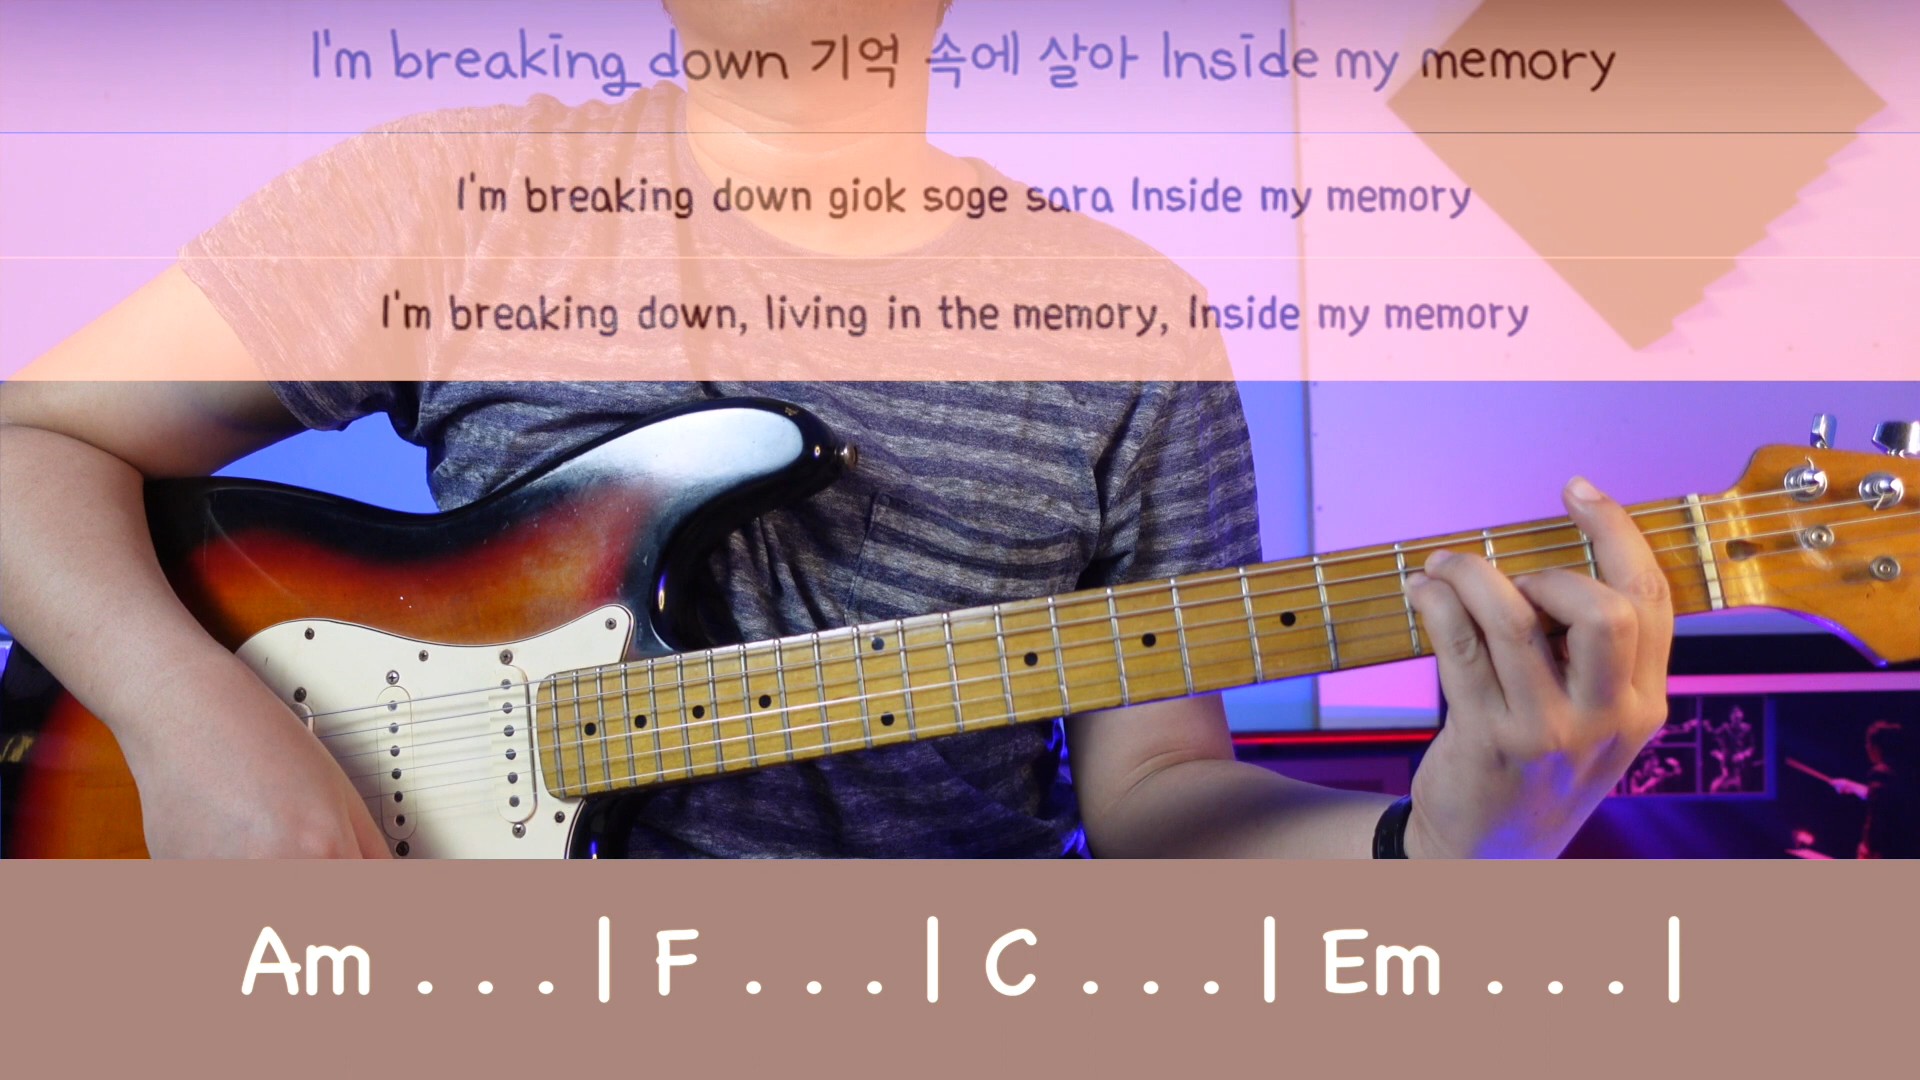 I'm breaking down 기억 속에 살아 Inside my memory
I'm breaking down giok soge sara Inside my memory
I'm breaking down, living in the memory, Inside my memory
Am . . . | F . . . | C . . . | Em . . . |